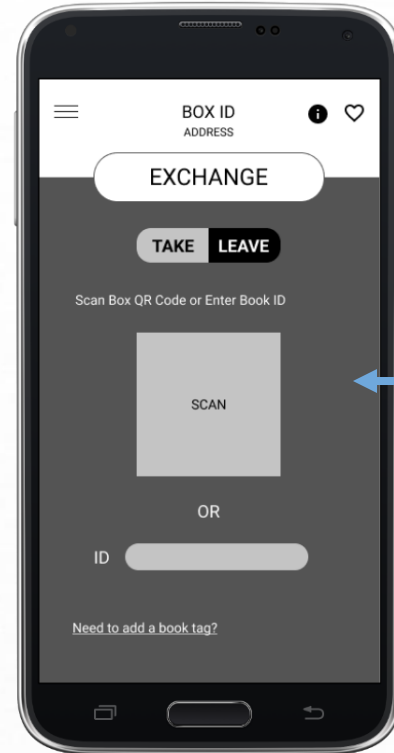 BOX ID
ADDRESS
EXCHANGE
TAKE LEAVE
Scan Box QR Code or Enter Book ID
SCAN
OR
ID
Need to add a book tag?